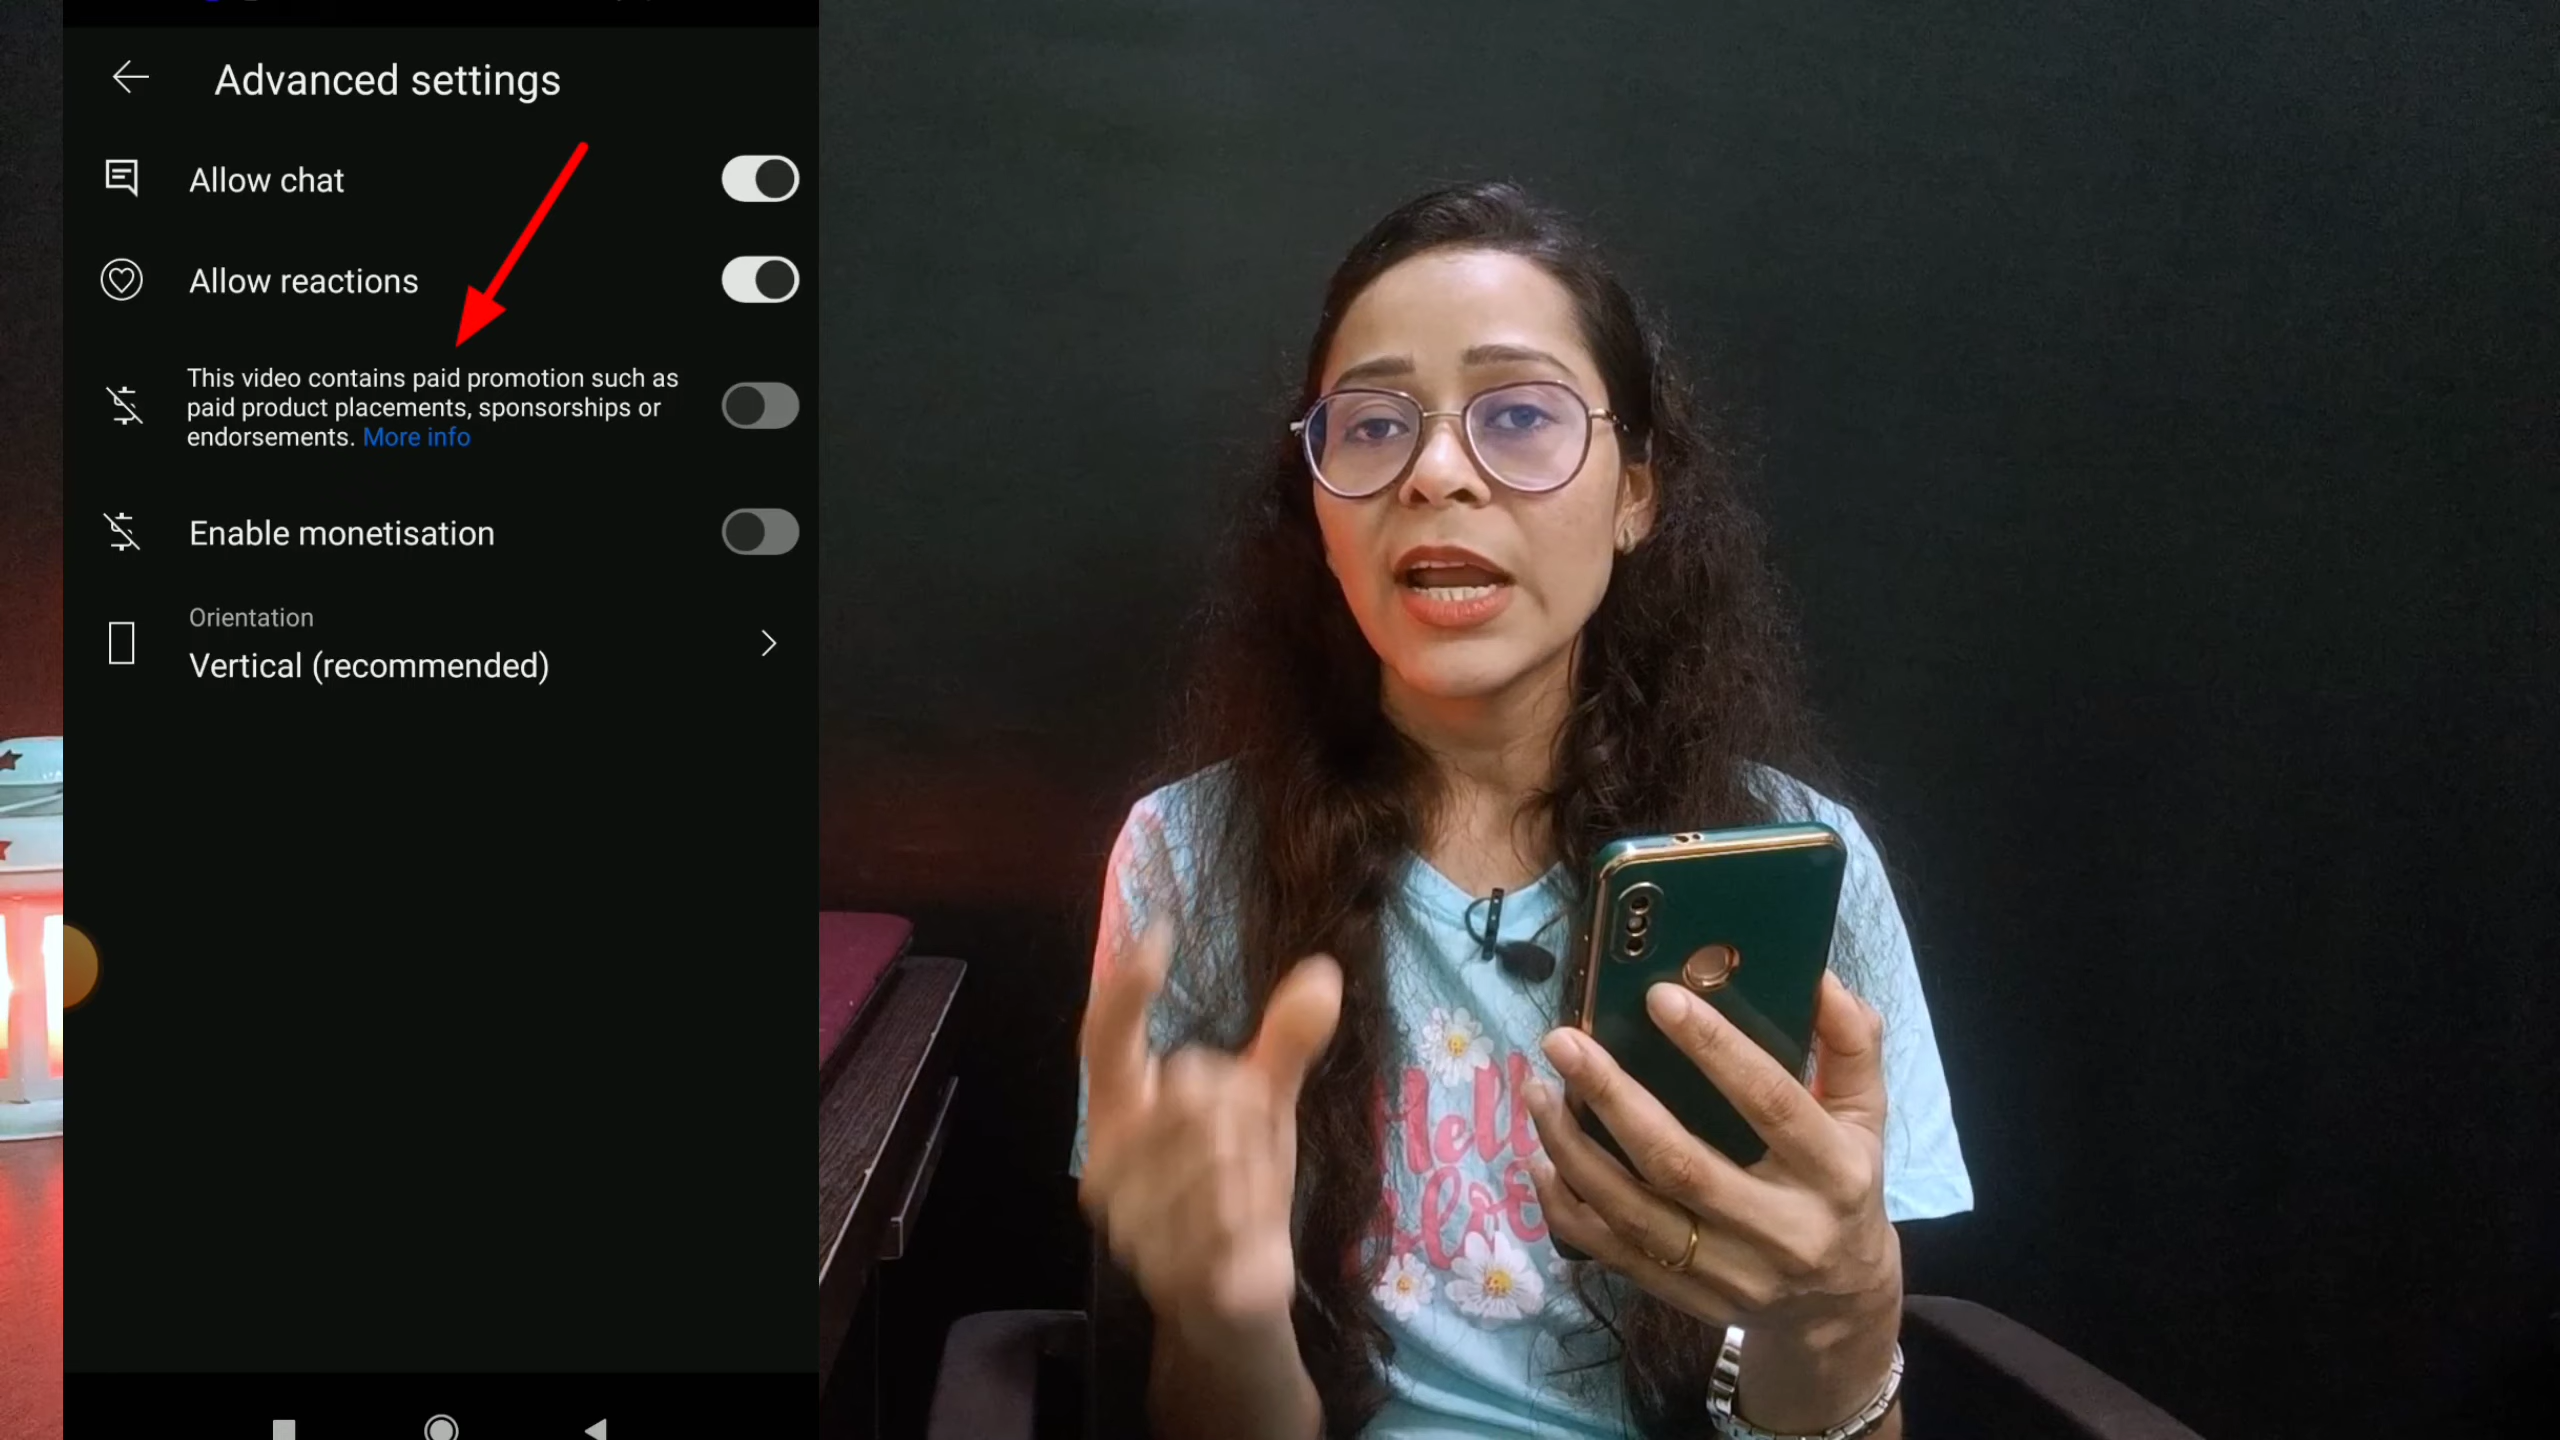 Advanced settings
Allow chat
Allow reactions
This video contains paid promotion such as
paid product placements, sponsorships or
endorsements. More info
Enable monetisation
Orientation
Vertical (recommended)